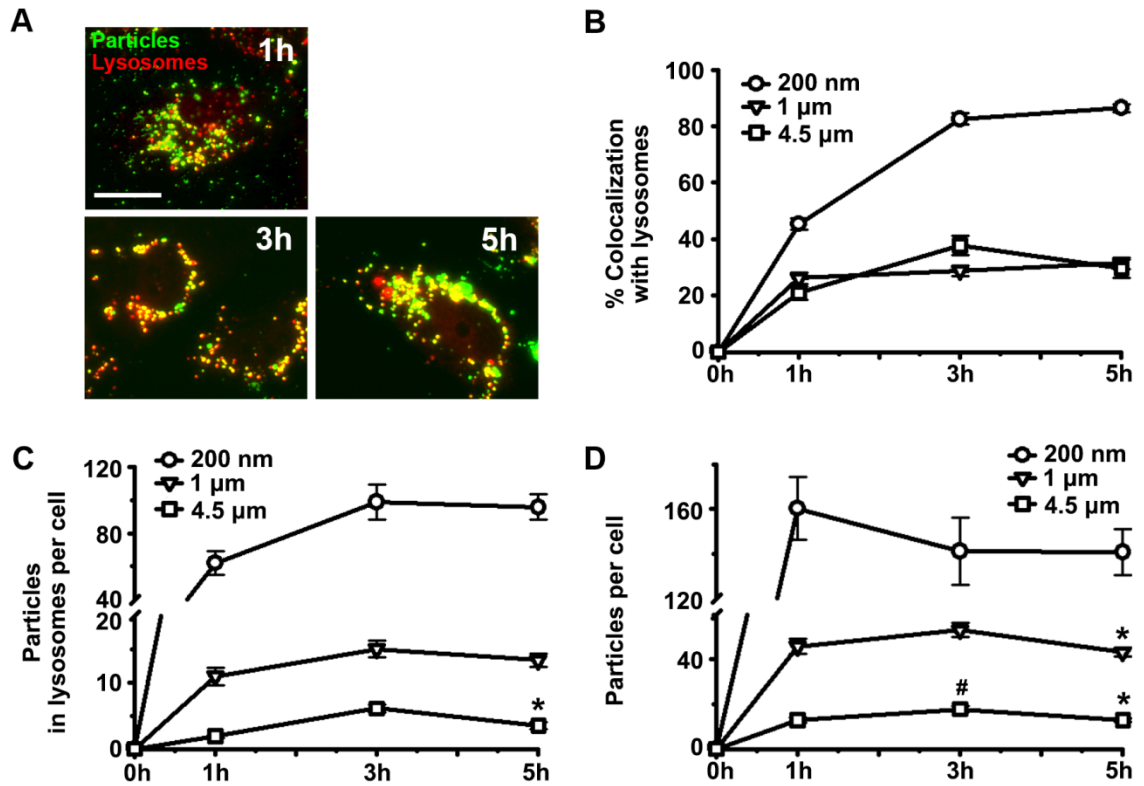 A
Particles
Lysosomes
1h
3h
5h
B
% Colocalization
with lysosomes
100
80
60
40
20
0
200 nm
1 µm
4.5 µm
0h
1h
3h
5h
C
Particles
in lysosomes per cell
120
80
40
20
10
0
200 nm
1 µm
4.5 µm
*
0h
1h
3h
5h
D
Particles per cell
160
120
40
0
200 nm
1 µm
4.5 µm
*
#
*
0h
1h
3h
5h